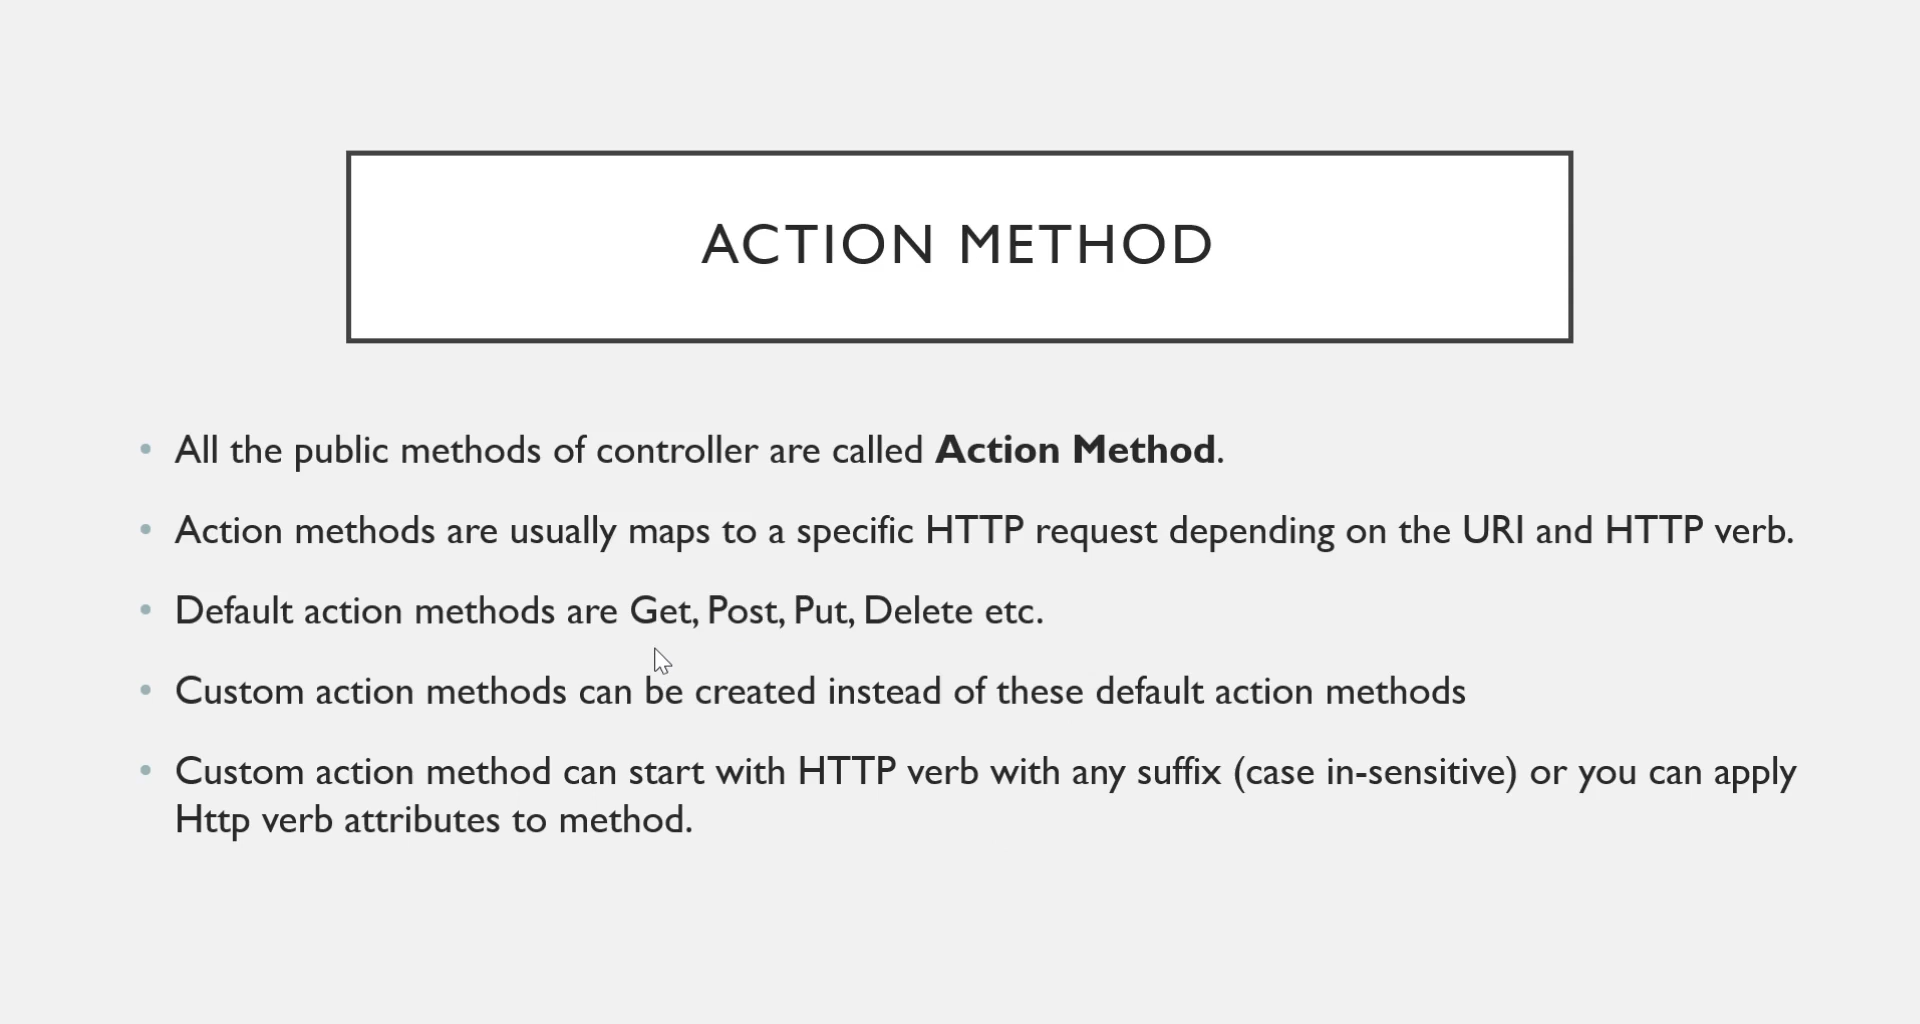 ACTION METHOD
• All the public methods of controller are called Action Method.
• Action methods are usually maps to a specific HTTP request depending on the URI and HTTP verb.
• Default action methods are Get, Post, Put, Delete etc.
• Custom action methods can be created instead of these default action methods
• Custom action method can start with HTTP verb with any suffix (case in-sensitive) or you can apply
Http verb attributes to method.